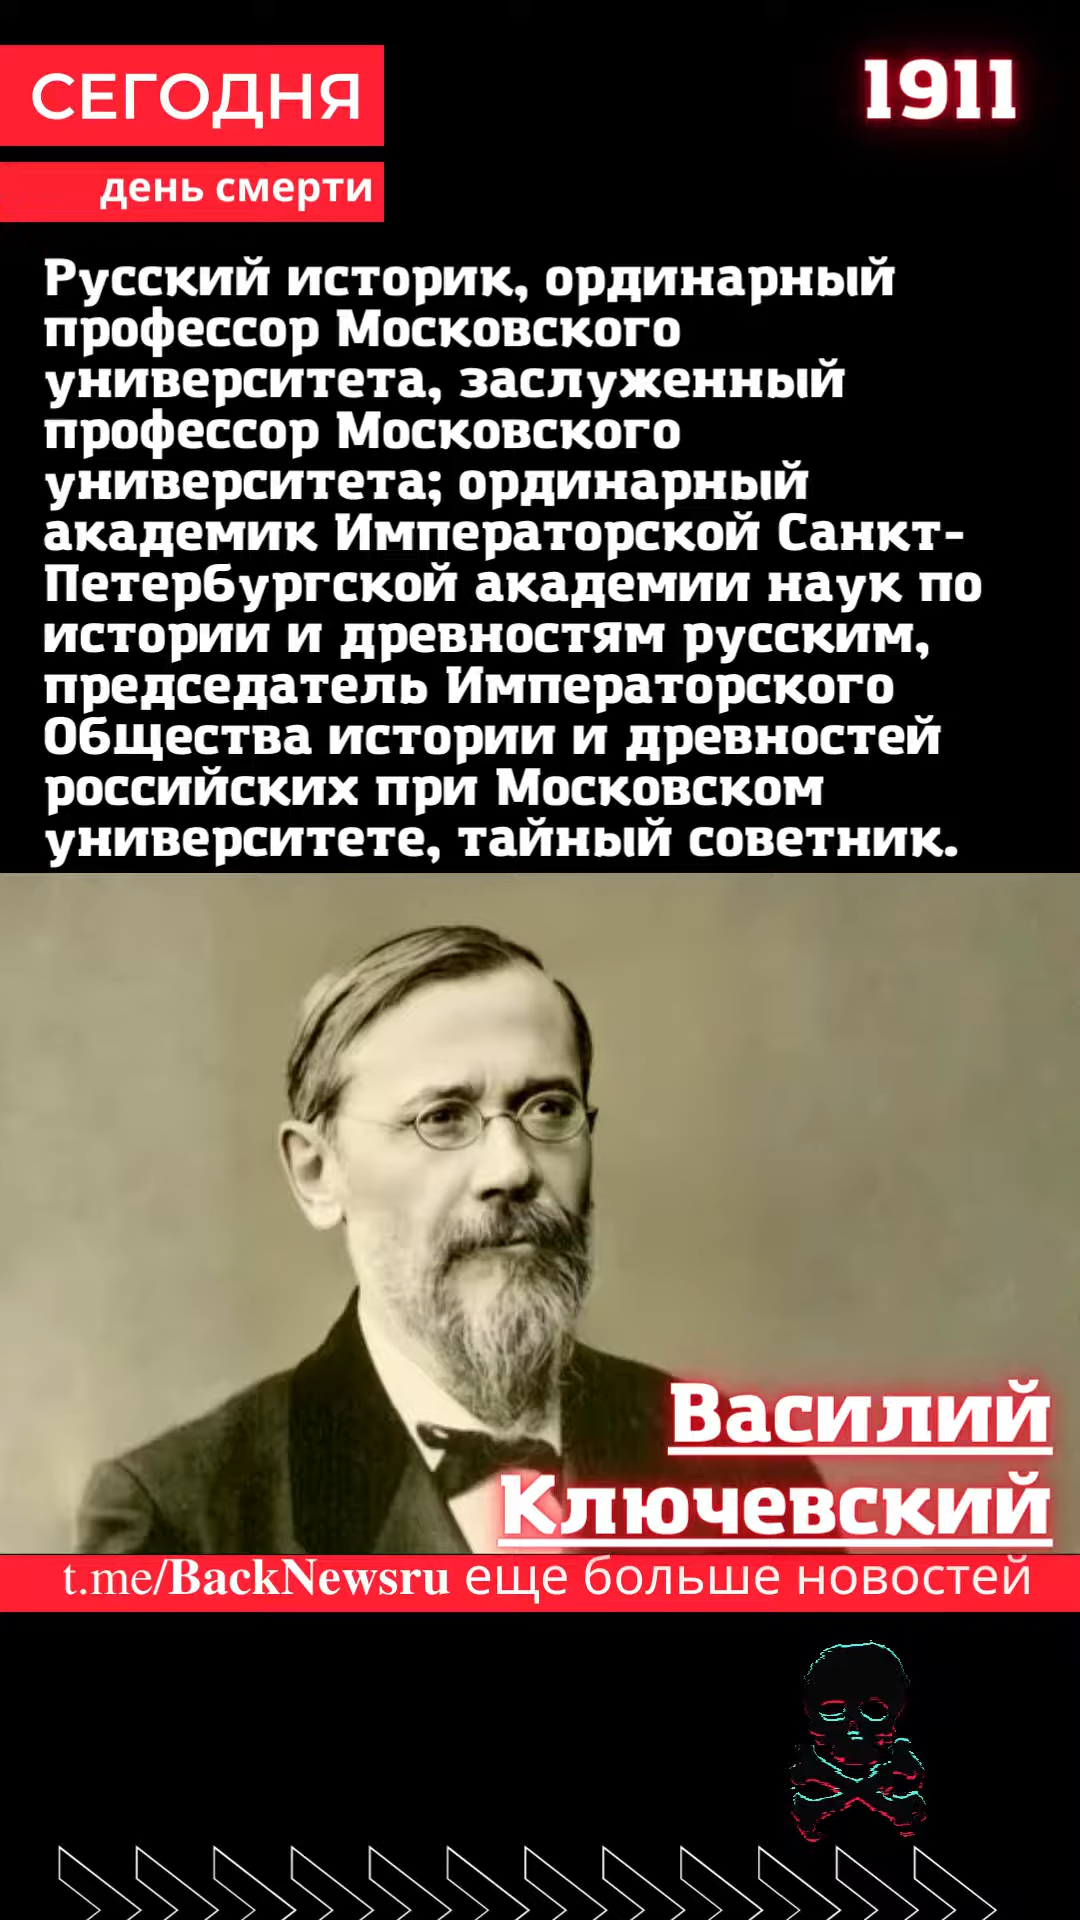 СЕГОДНЯ
1911
день смерти
Русский историк, ординарный
профессор Московского
университета, заслуженный
профессор Московского
университета; ординарный
академик Императорской Санкт-
Петербургской академии наук по
истории и древностям русским,
председатель Императорского
Общества истории и древностей
российских при Московском
университете, тайный советник.
Василий
Ключевский
t.me/BackNewsru еще больше новостей